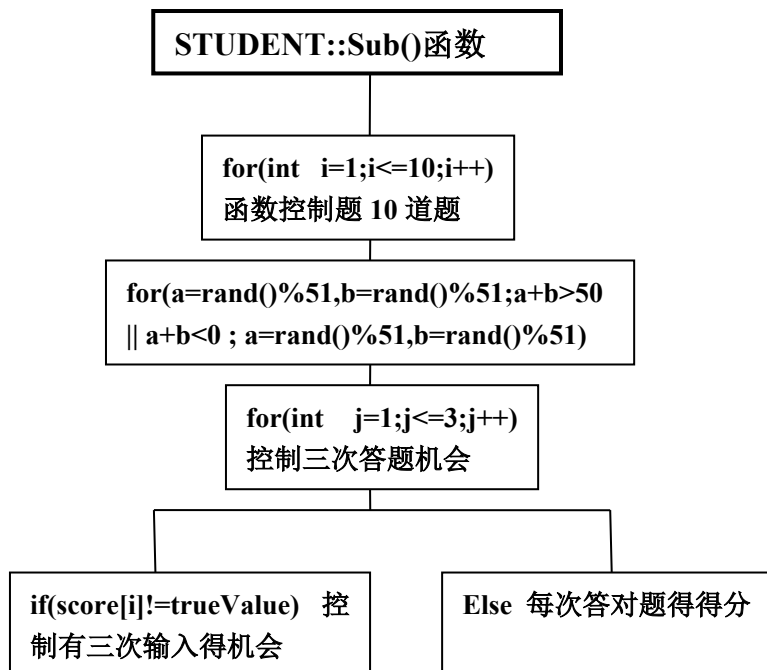 STUDENT::Sub()函数
for(int i=1;i<=10;i++)
函数控制题 10 道题
for(a=rand()%51,b=rand()%51;a+b>50
|| a+b<0 ; a=rand()%51,b=rand()%51)
for(int j=1;j<=3;j++)
控制三次答题机会
if(score[i]!=trueValue) 控
制有三次输入得机会
Else 每次答对题得得分